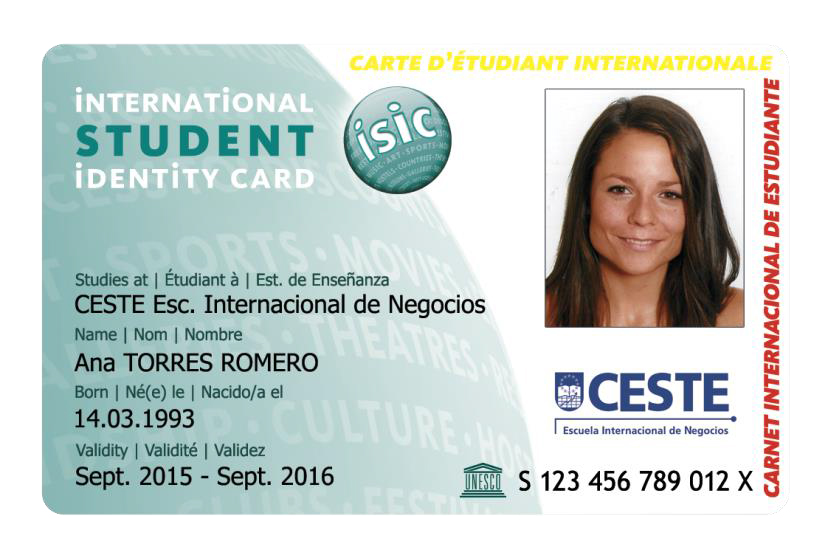 CARTE D'ÉTUDIANT INTERNATIONALE
iNTERNATiONAL
STUDENT
iDENTiTY CARD
isic
CARNET INTERNACIONAL DE ESTUDIANTE
Studies at | Étudiant à | Est. de Enseñanza
CESTE Esc. Internacional de Negocios
Name | Nom | Nombre
Ana TORRES ROMERO
Born | Né(e) le | Nacido/a el
14.03.1993
Validity | Validité | Validez
Sept. 2015 - Sept. 2016
CESTE
Escuela Internacional de Negocios
UNESCO
S 123 456 789 012 X
SPORTS · MOVIES
THEATRES
CULTURE
CLUBS